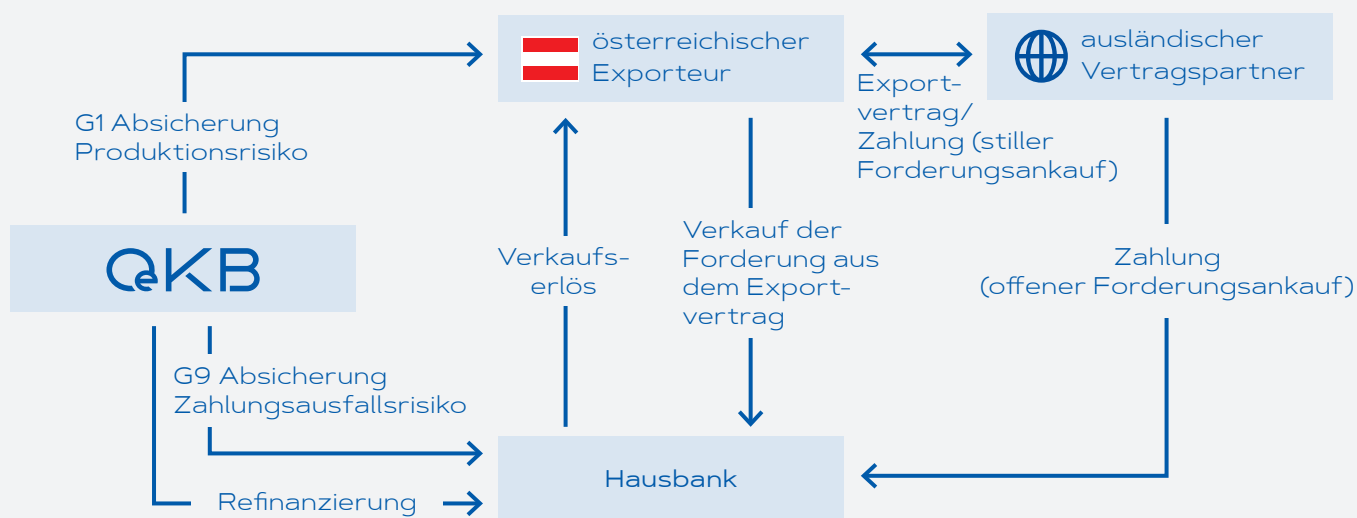 österreichischer
Exporteur
ausländischer
Vertragspartner
Export-
vertrag/
Zahlung (stiller
Forderungsankauf)
G1 Absicherung
Produktionsrisiko
OeKB
Verkaufs-
erlös
Verkauf der
Forderung aus
dem Export-
vertrag
Zahlung
(offener Forderungsankauf)
G9 Absicherung
Zahlungsausfallsrisiko
Hausbank
Refinanzierung